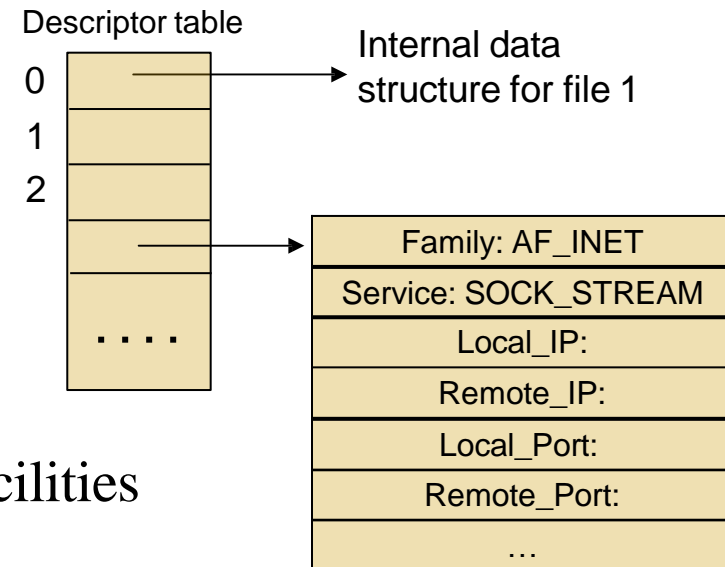 Descriptor table
0
1
2
. . . .
Internal data
structure for file 1
Family: AF_INET
Service: SOCK_STREAM
Local_IP:
Remote_IP:
Local_Port:
Remote_Port:
…
cilities